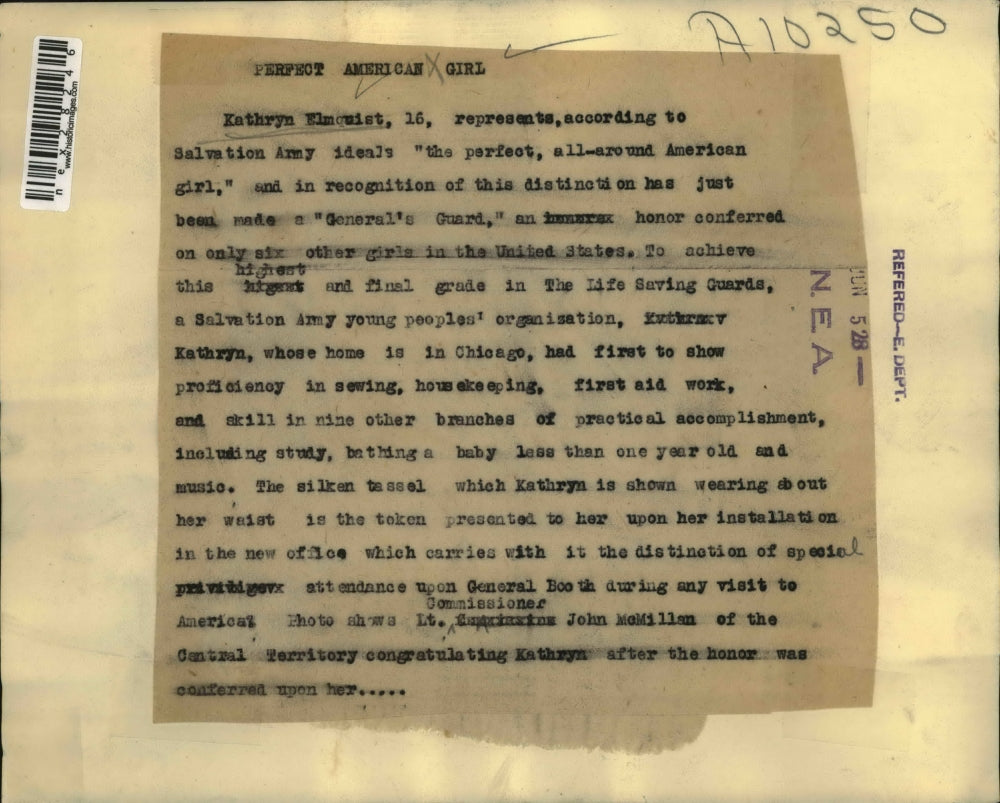 A10250
PERFECT AMERICAN GIRL
Kathryn Elmquist, 16, represents, according to
Salvation Army ideals "the perfect, all-around American
girl," and in recognition of this distinction has just
been made a "General's Guard," an honor conferred
on only six other girls in the United States. To achieve
highest
this and final grade in The Life Saving Guards,
a Salvation Army young peoples' organization,
Kathryn, whose home is in Chicago, had first to show
proficiency in sewing, housekeeping, first aid work,
and skill in nine other branches of practical accomplishment,
including study, bathing a baby less than one year old and
music. The silken tassel which Kathryn is shown wearing about
her waist is the token presented to her upon her installation
in the new office which carries with it the distinction of special
attendance upon General Booth during any visit to
Commissioner
America. Photo shows Lt. John McMillan of the
Central Territory congratulating Kathryn after the honor was
conferred upon her.....
JUN 5 28
N. E. A.
REFERED—E. DEPT.
www.historicimages.com
nex28246